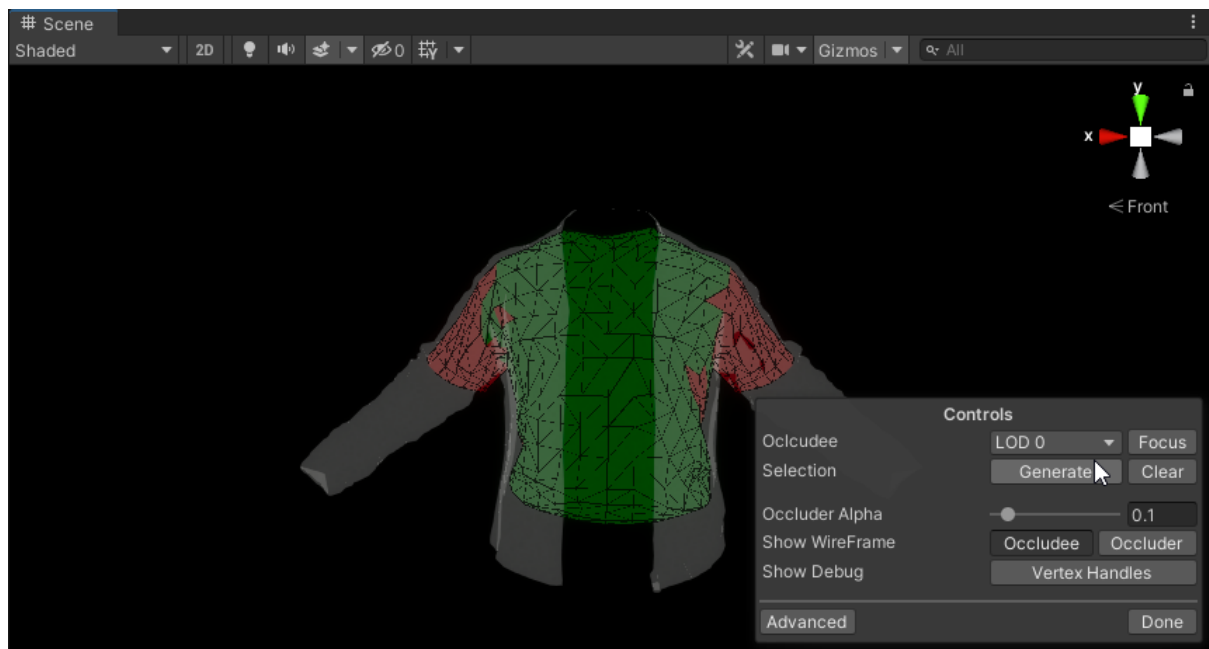 Scene
Shaded 2D 0 Gizmos All
y
x
Front
Controls
Oclcudee LOD 0 Focus
Selection Generate Clear
Occluder Alpha 0.1
Show WireFrame Occludee Occluder
Show Debug Vertex Handles
Advanced Done